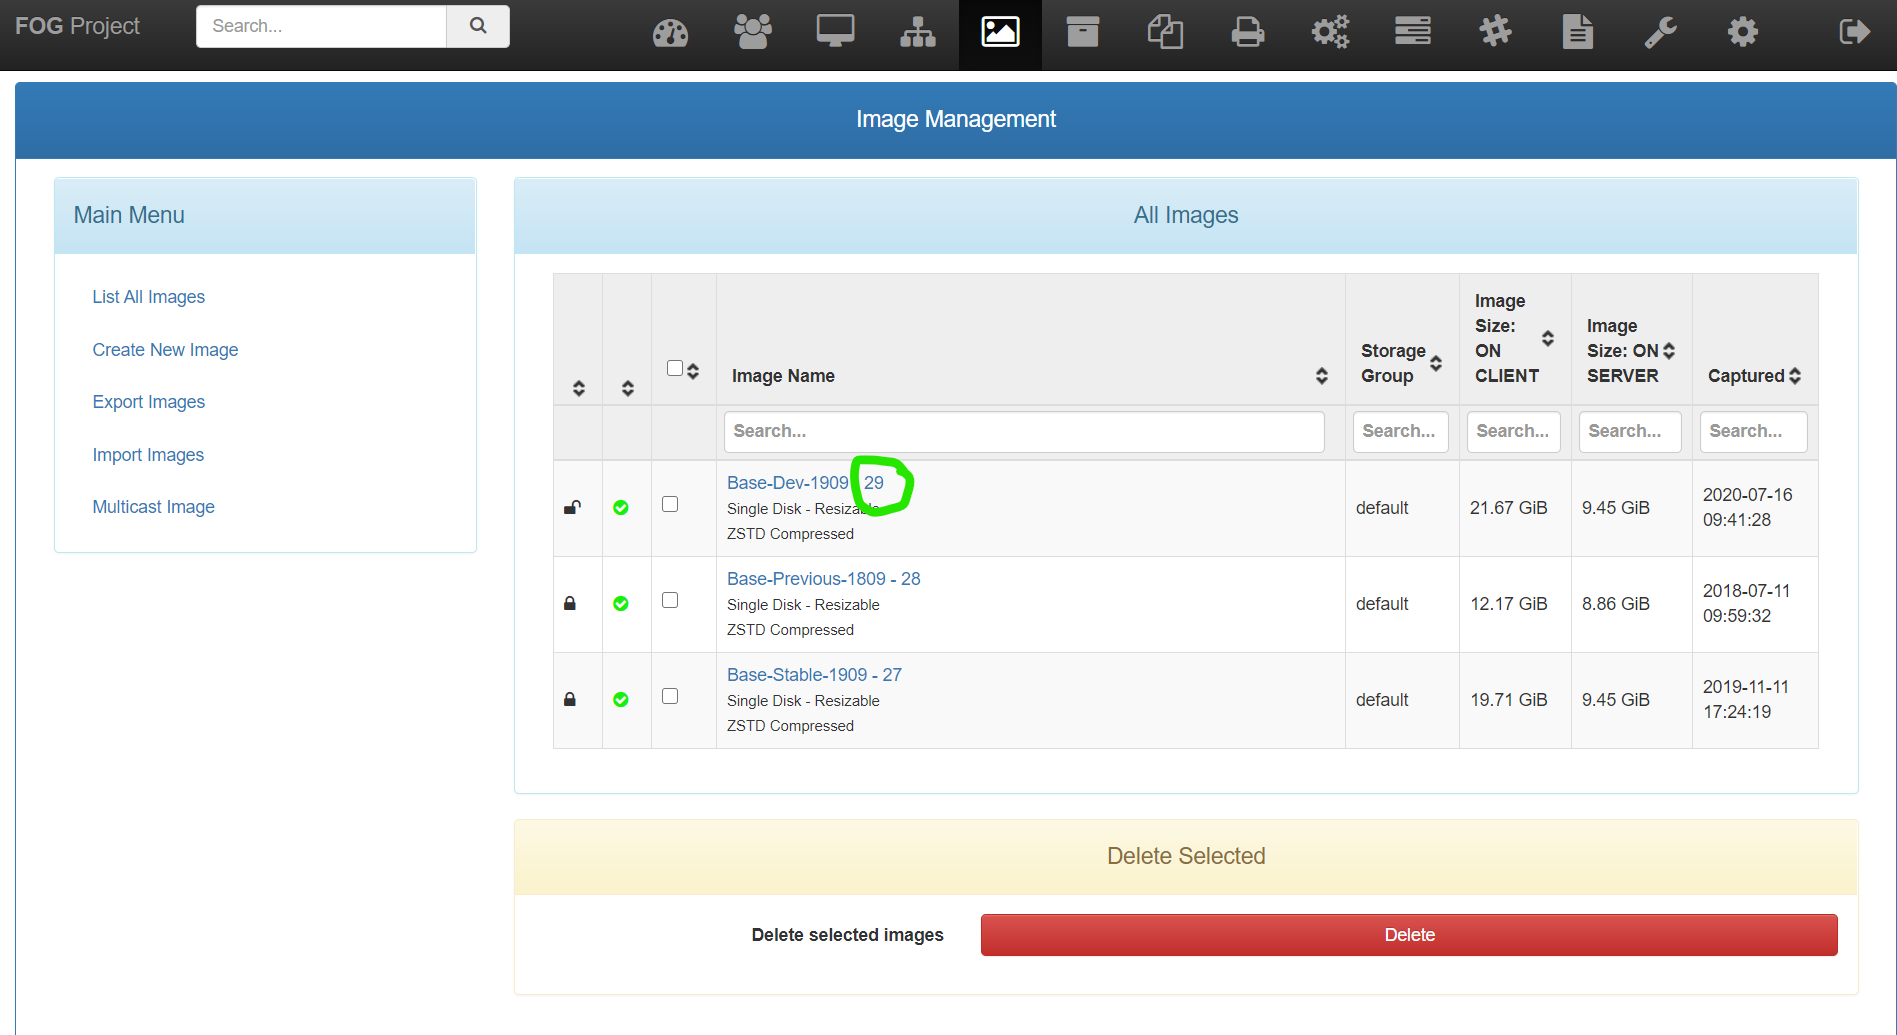 FOG Project
Search...
Image Management
Main Menu
List All Images
Create New Image
Export Images
Import Images
Multicast Image
All Images
Image Name
Storage
Group
Image
Size:
ON
CLIENT
Image
Size: ON
SERVER
Captured
Search...
Search...
Search...
Search...
Search...
Base-Dev-1909 - 29
Single Disk - Resizable
ZSTD Compressed
default
21.67 GiB
9.45 GiB
2020-07-16
09:41:28
Base-Previous-1809 - 28
Single Disk - Resizable
ZSTD Compressed
default
12.17 GiB
8.86 GiB
2018-07-11
09:59:32
Base-Stable-1909 - 27
Single Disk - Resizable
ZSTD Compressed
default
19.71 GiB
9.45 GiB
2019-11-11
17:24:19
Delete Selected
Delete selected images
Delete